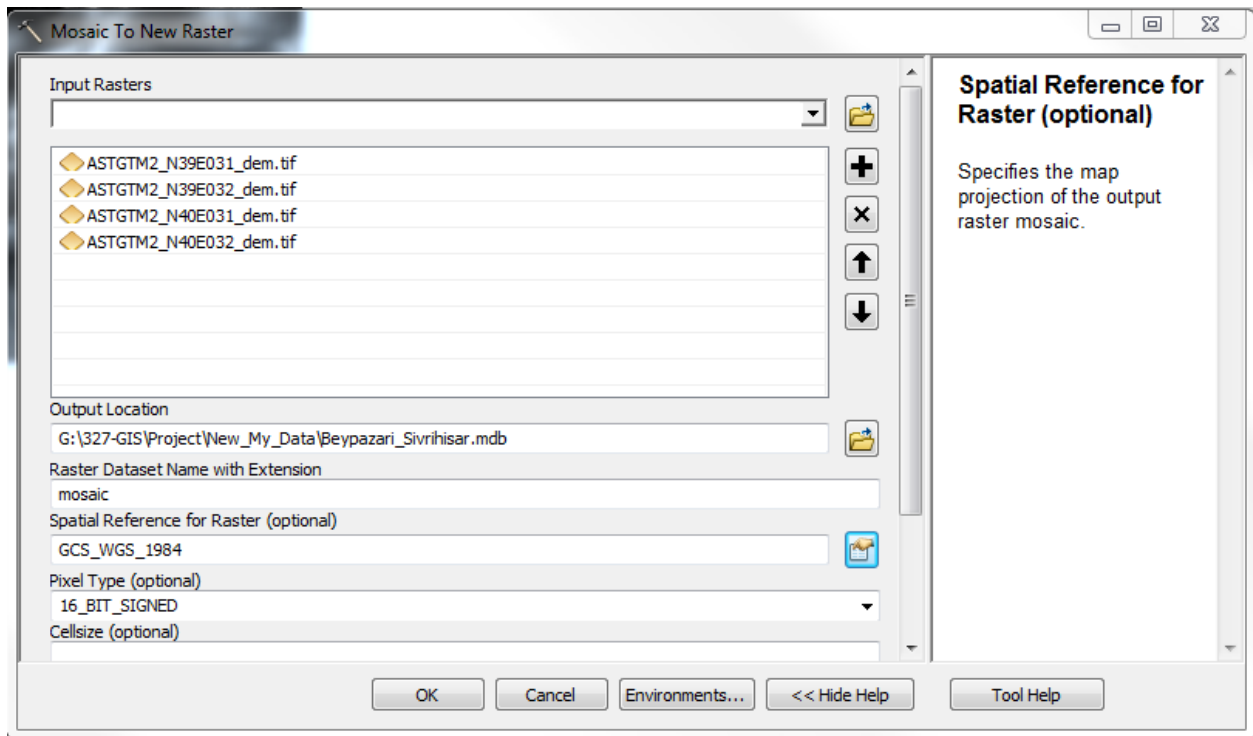 Mosaic To New Raster
Input Rasters
ASTGTM2_N39E031_dem.tif
ASTGTM2_N39E032_dem.tif
ASTGTM2_N40E031_dem.tif
ASTGTM2_N40E032_dem.tif
Output Location
G:\327-GIS\Project\New_My_Data\Beypazari_Sivrihisar.mdb
Raster Dataset Name with Extension
mosaic
Spatial Reference for Raster (optional)
GCS_WGS_1984
Pixel Type (optional)
16_BIT_SIGNED
Cellsize (optional)
OK
Cancel
Environments...
<< Hide Help
Spatial Reference for
Raster (optional)
Specifies the map
projection of the output
raster mosaic.
Tool Help